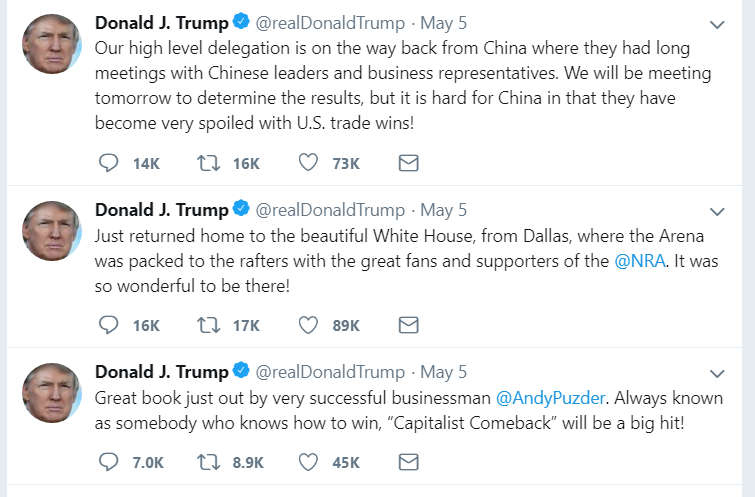 Donald J. Trump @realDonaldTrump · May 5
Our high level delegation is on the way back from China where they had long
meetings with Chinese leaders and business representatives. We will be meeting
tomorrow to determine the results, but it is hard for China in that they have
become very spoiled with U.S. trade wins!
14K 16K 73K
Donald J. Trump @realDonaldTrump · May 5
Just returned home to the beautiful White House, from Dallas, where the Arena
was packed to the rafters with the great fans and supporters of the @NRA. It was
so wonderful to be there!
16K 17K 89K
Donald J. Trump @realDonaldTrump · May 5
Great book just out by very successful businessman @AndyPuzder. Always known
as somebody who knows how to win, “Capitalist Comeback” will be a big hit!
7.0K 8.9K 45K